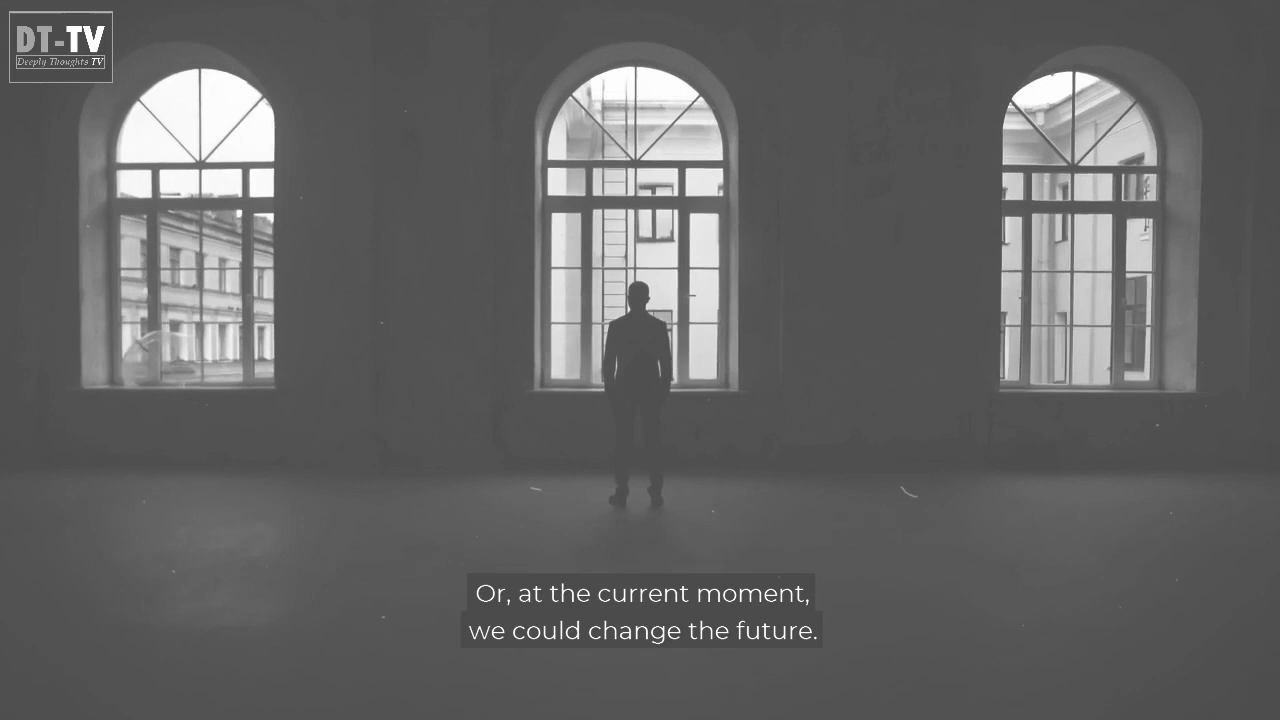 DT-TV
Deeply Thoughts TV
Or, at the current moment,
we could change the future.